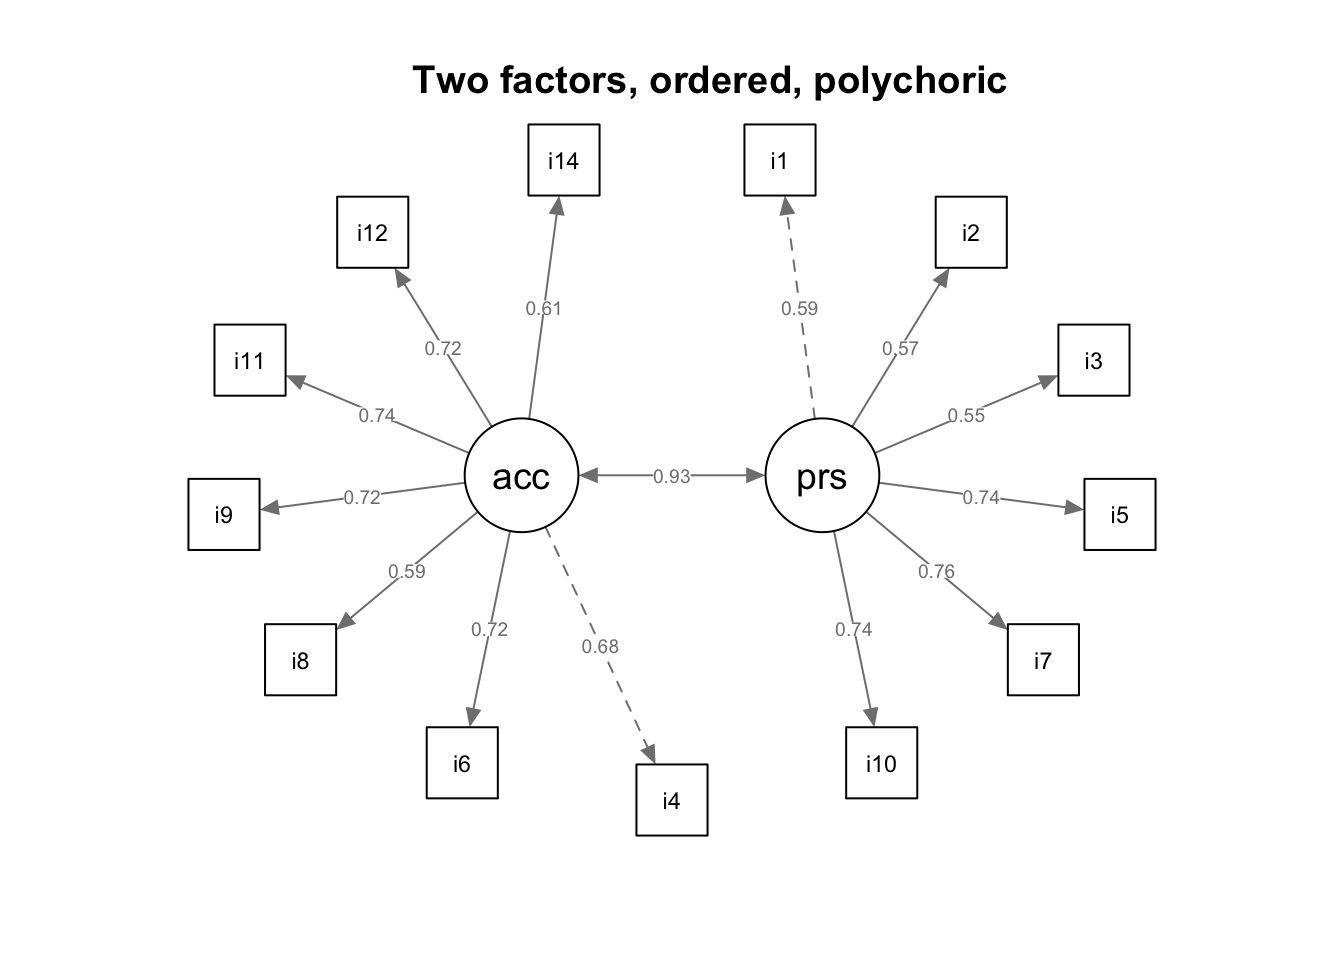 Two factors, ordered, polychoric
i14
i1
i12
i2
0.61
0.59
0.72
0.57
i11
i3
0.74
0.55
acc
0.93
prs
0.72
0.74
i9
i5
0.59
0.76
0.72
0.74
0.68
i8
i7
i6
i10
i4